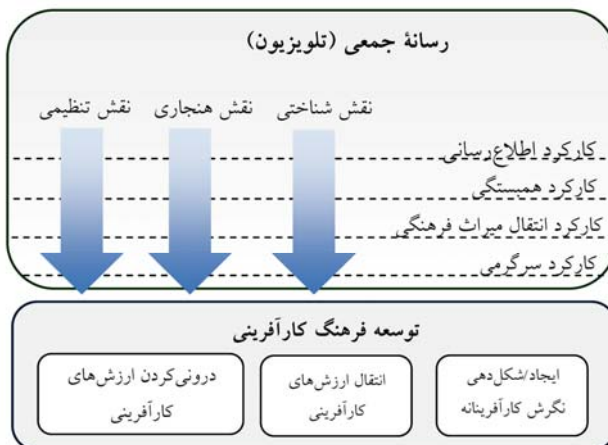 رسانهٔ جمعی (تلویزیون)
نقش شناختی
نقش هنجاری
نقش تنظیمی
کارکرد اطلاع‌رسانی
کارکرد همبستگی
کارکرد انتقال میراث فرهنگی
کارکرد سرگرمی
توسعه فرهنگ کارآفرینی
ایجاد/شکل‌دهی
نگرش کارآفرینانه
انتقال ارزش‌های
کارآفرینی
درونی‌کردن ارزش‌های
کارآفرینی